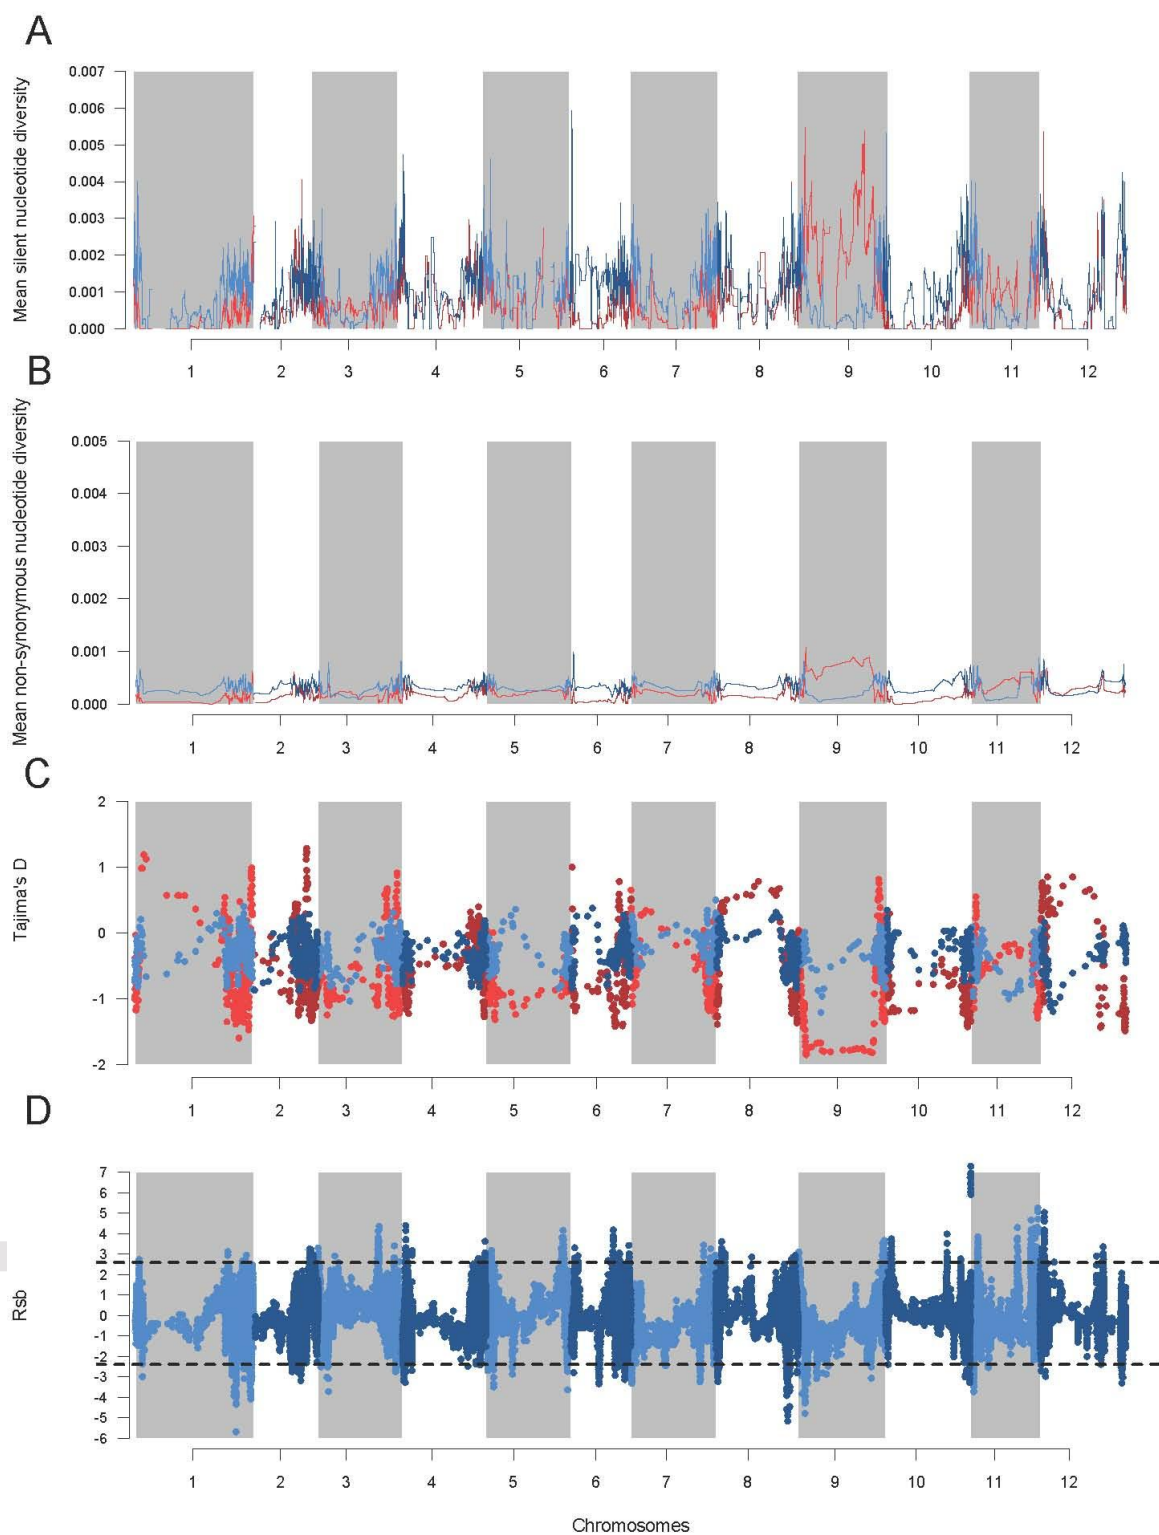 A
Mean silent nucleotide diversity
0.007
0.006
0.005
0.004
0.003
0.002
0.001
0.000
1 2 3 4 5 6 7 8 9 10 11 12
B
Mean non-synonymous nucleotide diversity
0.005
0.004
0.003
0.002
0.001
0.000
1 2 3 4 5 6 7 8 9 10 11 12
C
Tajima's D
2
1
0
-1
-2
1 2 3 4 5 6 7 8 9 10 11 12
D
Rsb
7
6
5
4
3
2
1
0
-1
-2
-3
-4
-5
-6
1 2 3 4 5 6 7 8 9 10 11 12
Chromosomes